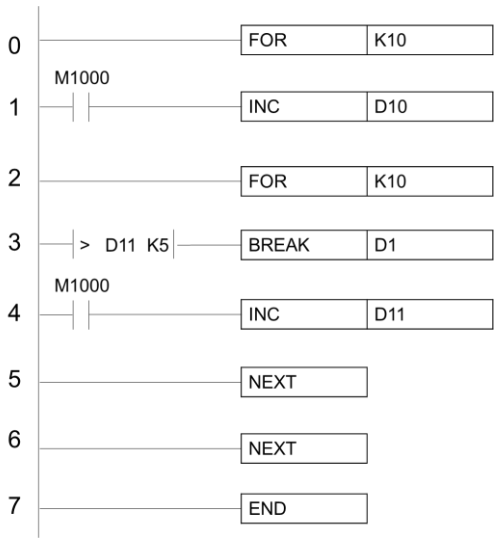 0 FOR K10
M1000
1 INC D10
2 FOR K10
3 > D11 K5 BREAK D1
M1000
4 INC D11
5 NEXT
6 NEXT
7 END